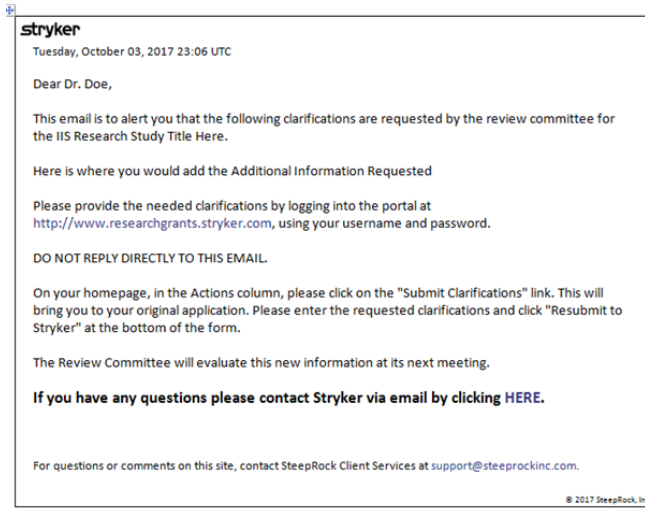 stryker
Tuesday, October 03, 2017 23:06 UTC
Dear Dr. Doe,
This email is to alert you that the following clarifications are requested by the review committee for
the IIS Research Study Title Here.
Here is where you would add the Additional Information Requested
Please provide the needed clarifications by logging into the portal at
http://www.researchgrants.stryker.com, using your username and password.
DO NOT REPLY DIRECTLY TO THIS EMAIL.
On your homepage, in the Actions column, please click on the "Submit Clarifications" link. This will
bring you to your original application. Please enter the requested clarifications and click "Resubmit to
Stryker" at the bottom of the form.
The Review Committee will evaluate this new information at its next meeting.
If you have any questions please contact Stryker via email by clicking HERE.
For questions or comments on this site, contact SteepRock Client Services at support@steeprockinc.com.
© 2017 SteepRock, In